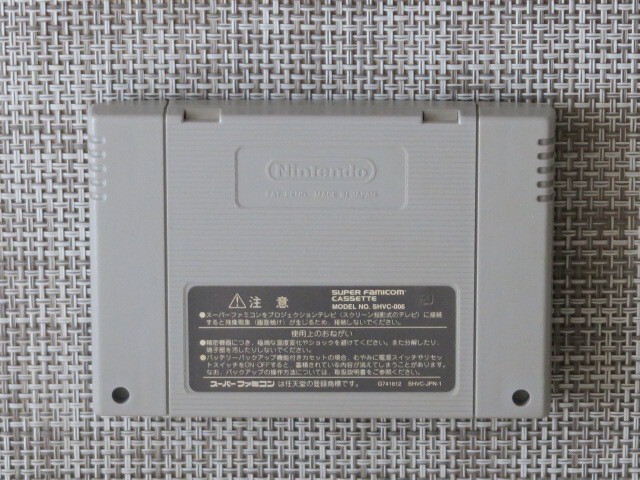 Nintendo
PAT. PEND. MADE IN JAPAN
⚠注意
SUPER FAMICOM
CASSETTE
MODEL NO. SHVC-006
●スーパーファミコンをプロジェクションテレビ(スクリーン投影式のテレビ)に接続
すると残像現象(画面焼け)が生じるため、接続しないでください。
使用上のおねがい
●精密機器につき、極端な温度変化やショックを避けてください。また分解したり、
端子部を汚したりしないでください。
●バッテリーバックアップ機能付きカセットの場合、むやみに電源スイッチやリセッ
トスイッチをON・OFFすると、蓄積されている内容が消えてしまうことがあります。
なお、バックアップの操作方法については、取扱説明書をご覧ください。
スーパーファミコンは任天堂の登録商標です。
G741812 SHVC-JPN-1